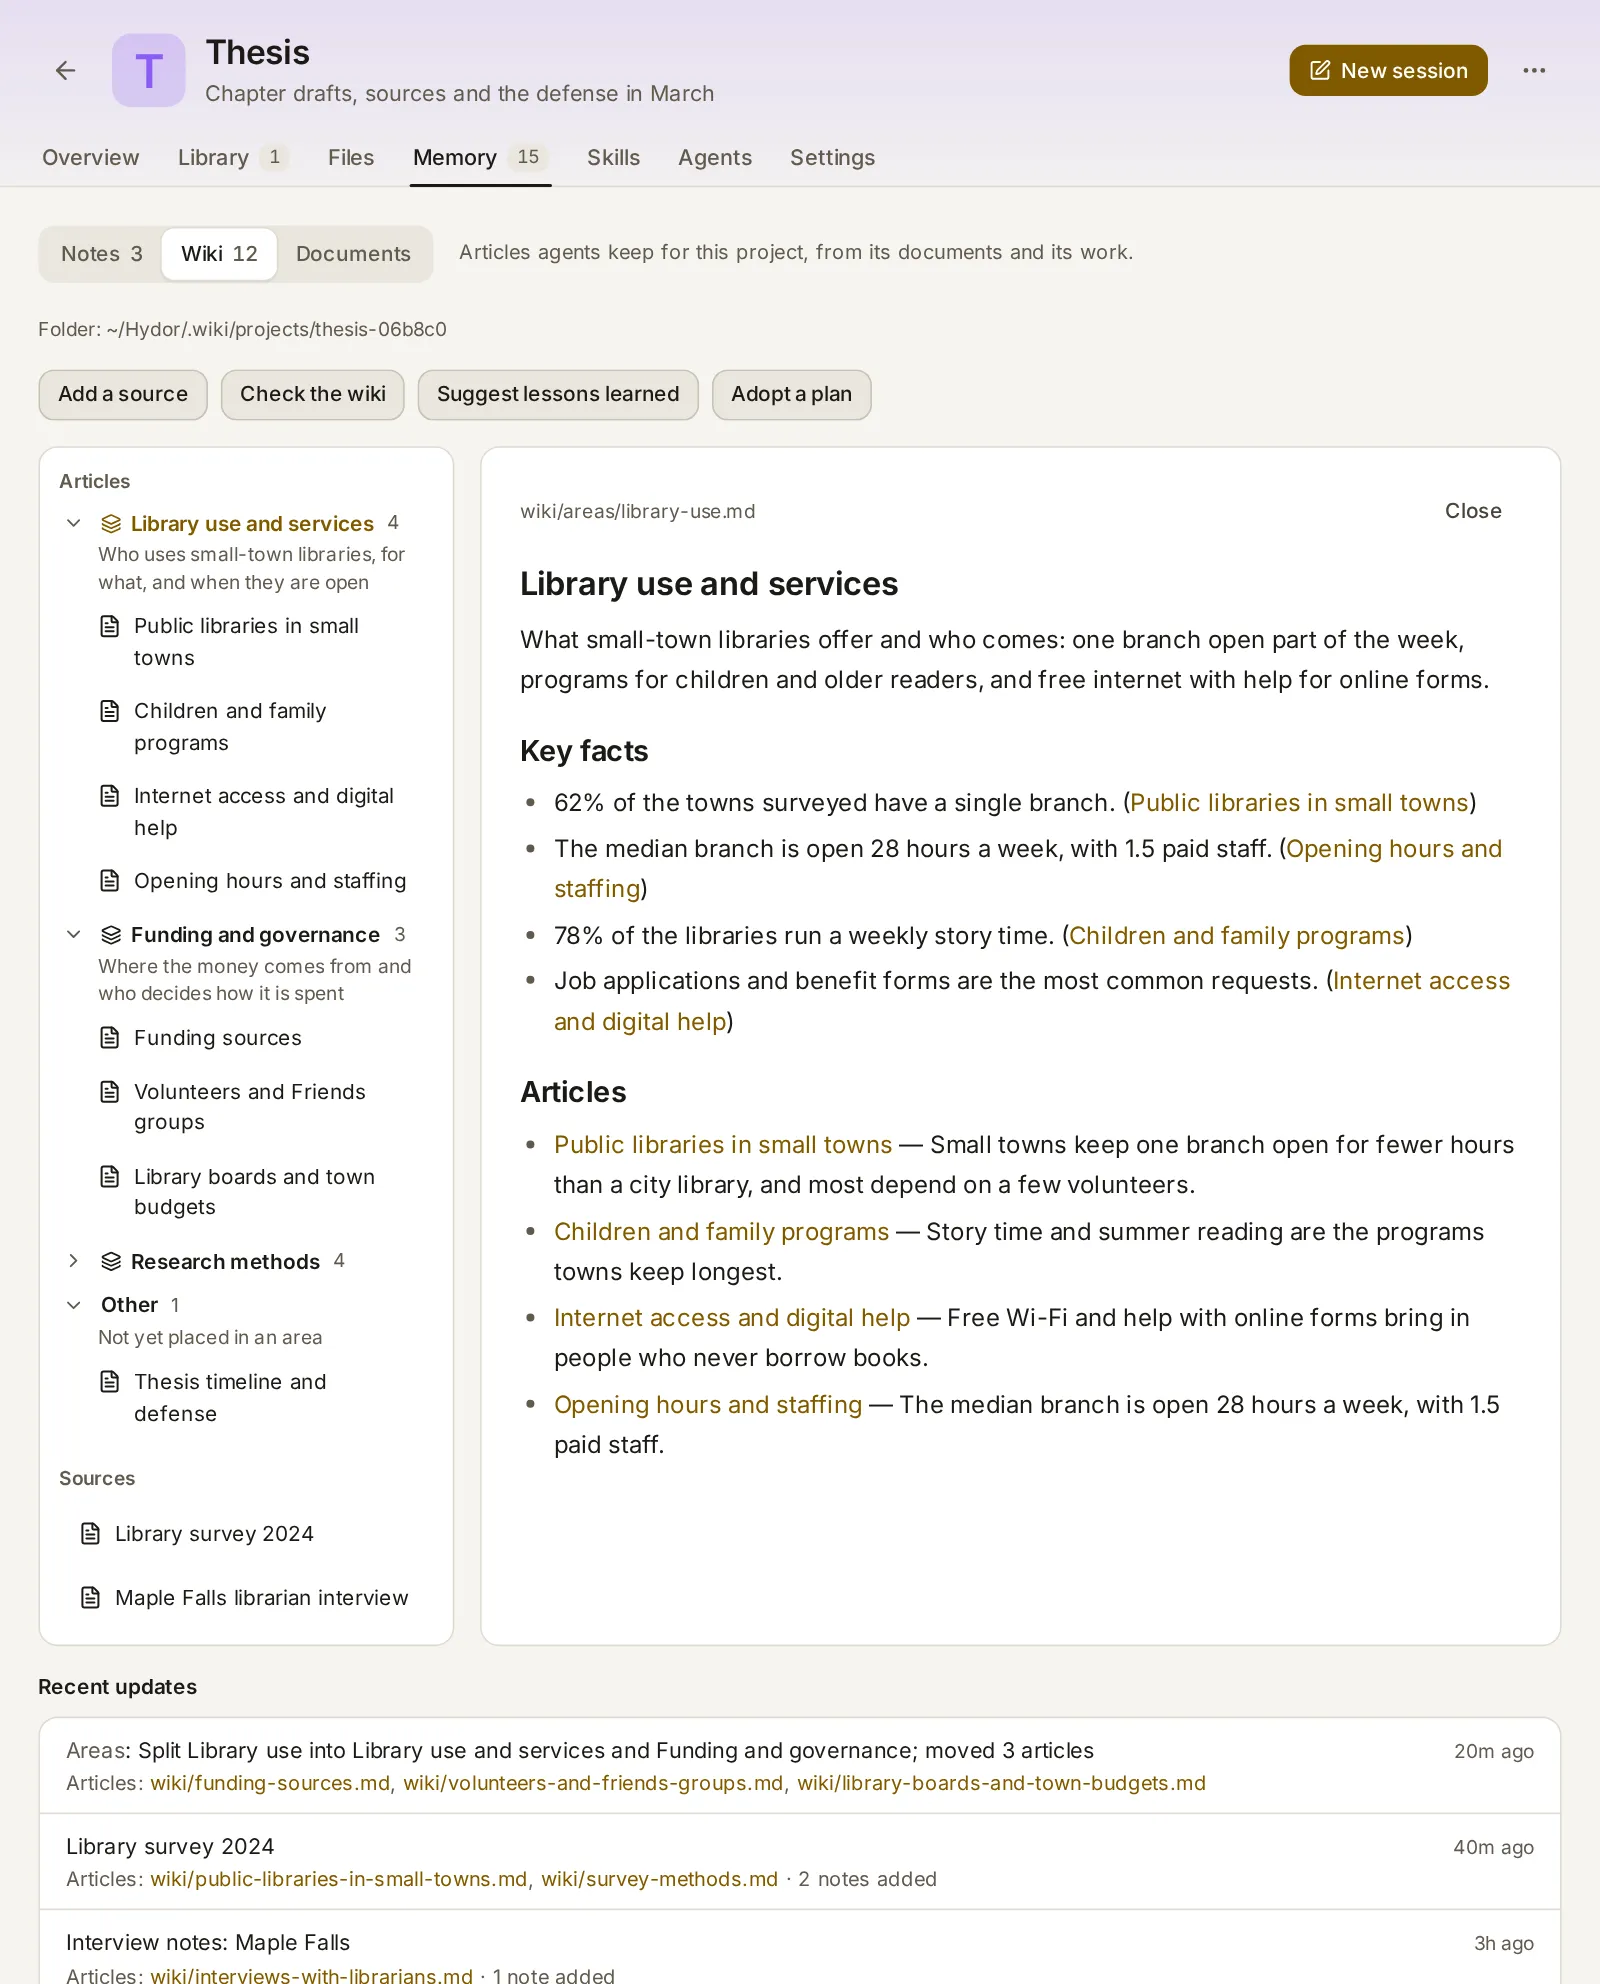 T
Thesis
Chapter drafts, sources and the defense in March
New session
Overview Library 1 Files Memory 15 Skills Agents Settings
Notes 3 Wiki 12 Documents
Articles agents keep for this project, from its documents and its work.
Folder: ~/Hydor/.wiki/projects/thesis-06b8c0
Add a source Check the wiki Suggest lessons learned Adopt a plan
Articles
Library use and services 4
Who uses small-town libraries, for
what, and when they are open
Public libraries in small
towns
Children and family
programs
Internet access and digital
help
Opening hours and staffing
Funding and governance 3
Where the money comes from and
who decides how it is spent
Funding sources
Volunteers and Friends
groups
Library boards and town
budgets
Research methods 4
Other 1
Not yet placed in an area
Thesis timeline and
defense
Sources
Library survey 2024
Maple Falls librarian interview
wiki/areas/library-use.md
Close
Library use and services
What small-town libraries offer and who comes: one branch open part of the week,
programs for children and older readers, and free internet with help for online forms.
Key facts
• 62% of the towns surveyed have a single branch. (Public libraries in small towns)
• The median branch is open 28 hours a week, with 1.5 paid staff. (Opening hours and
staffing)
• 78% of the libraries run a weekly story time. (Children and family programs)
• Job applications and benefit forms are the most common requests. (Internet access
and digital help)
Articles
• Public libraries in small towns — Small towns keep one branch open for fewer hours
than a city library, and most depend on a few volunteers.
• Children and family programs — Story time and summer reading are the programs
towns keep longest.
• Internet access and digital help — Free Wi-Fi and help with online forms bring in
people who never borrow books.
• Opening hours and staffing — The median branch is open 28 hours a week, with 1.5
paid staff.
Recent updates
Areas: Split Library use into Library use and services and Funding and governance; moved 3 articles
20m ago
Articles: wiki/funding-sources.md, wiki/volunteers-and-friends-groups.md, wiki/library-boards-and-town-budgets.md
Library survey 2024
40m ago
Articles: wiki/public-libraries-in-small-towns.md, wiki/survey-methods.md · 2 notes added
Interview notes: Maple Falls
3h ago
Articles: wiki/interviews-with-librarians.md · 1 note added